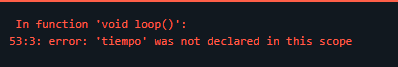 In function 'void loop()':
53:3: error: 'tiempo' was not declared in this scope